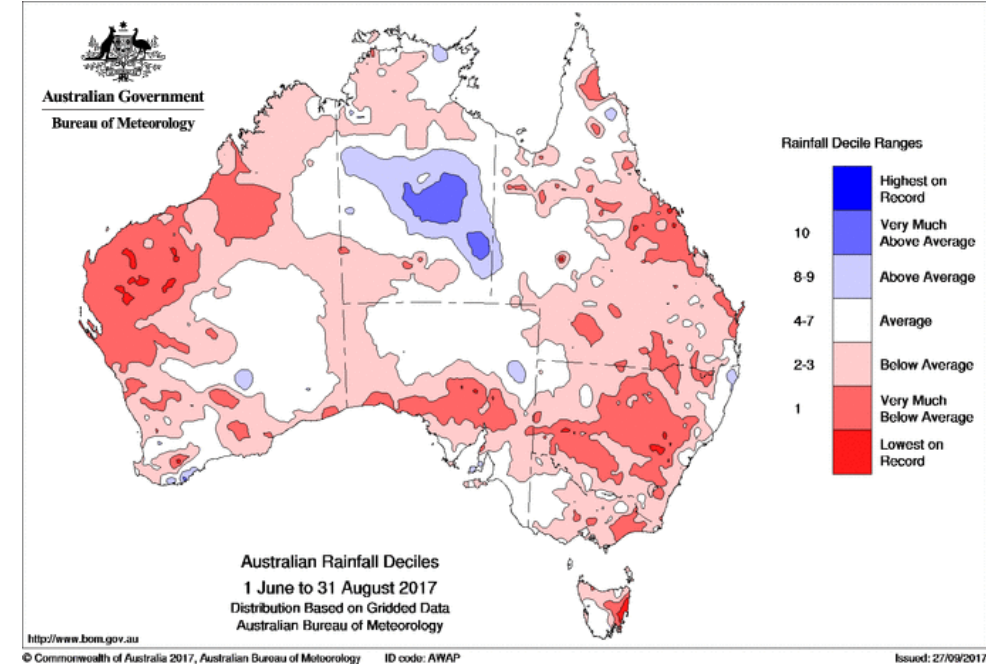 Australian Government
Bureau of Meteorology
Rainfall Decile Ranges
Highest on
Record
10
Very Much
Above Average
8-9
Above Average
4-7
Average
2-3
Below Average
1
Very Much
Below Average
Lowest on
Record
Australian Rainfall Deciles
1 June to 31 August 2017
Distribution Based on Gridded Data
Australian Bureau of Meteorology
http://www.bom.gov.au
© Commonwealth of Australia 2017, Australian Bureau of Meteorology
ID code: AWAP
Issued: 27/09/2017